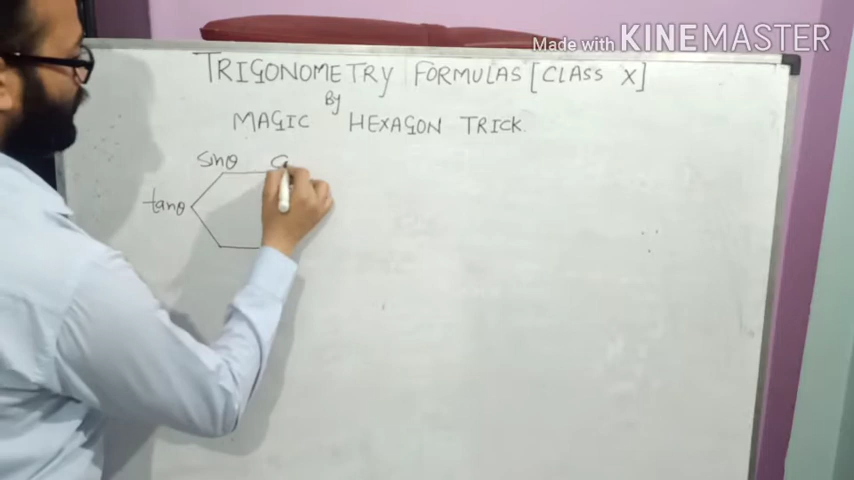 Made with KINEMASTER
TRIGONOMETRY FORMULAS [CLASS X]
By
MAGIC HEXAGON TRICK.
sinθ
tanθ